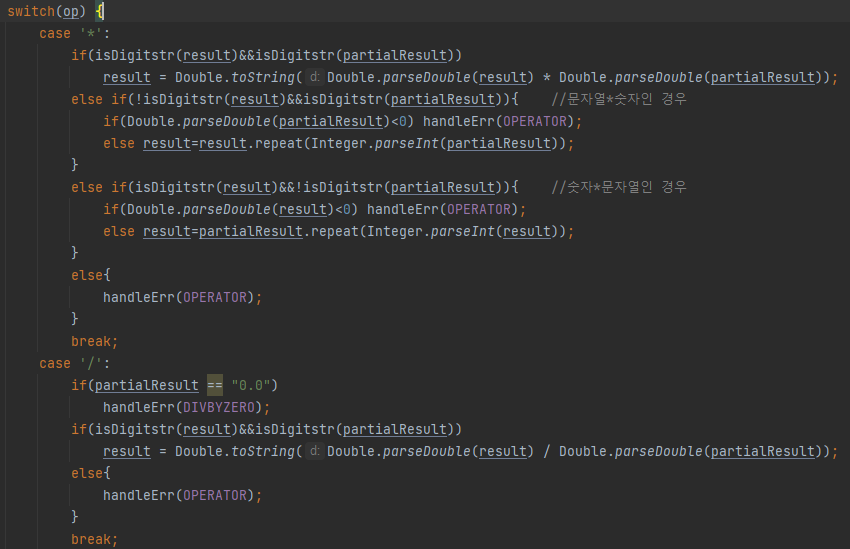 switch(op) {
case '*':
if(isDigitstr(result)&&isDigitstr(partialResult))
result = Double.toString( d: Double.parseDouble(result) * Double.parseDouble(partialResult));
else if(!isDigitstr(result)&&isDigitstr(partialResult)){ //문자열*숫자인 경우
if(Double.parseDouble(partialResult)<0) handleErr(OPERATOR);
else result=result.repeat(Integer.parseInt(partialResult));
}
else if(isDigitstr(result)&&!isDigitstr(partialResult)){ //숫자*문자열인 경우
if(Double.parseDouble(result)<0) handleErr(OPERATOR);
else result=partialResult.repeat(Integer.parseInt(result));
}
else{
handleErr(OPERATOR);
}
break;
case '/':
if(partialResult == "0.0")
handleErr(DIVBYZERO);
if(isDigitstr(result)&&isDigitstr(partialResult))
result = Double.toString( d: Double.parseDouble(result) / Double.parseDouble(partialResult));
else{
handleErr(OPERATOR);
}
break;